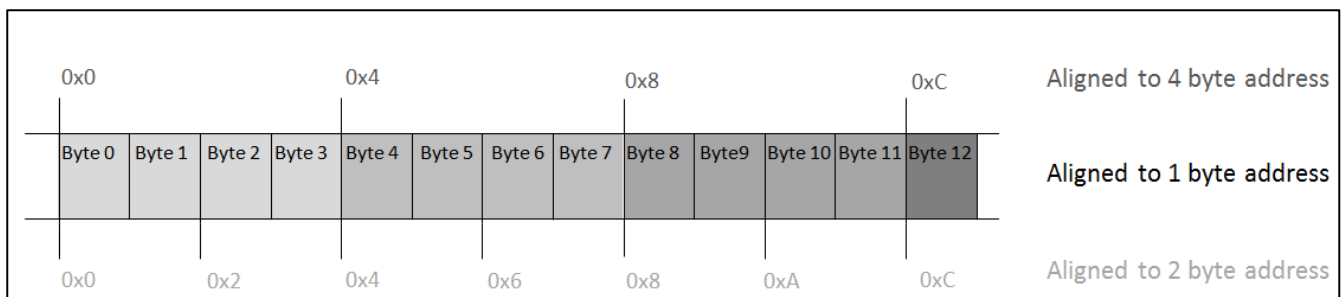 0x0 0x4 0x8 0xC Aligned to 4 byte address
Byte 0 Byte 1 Byte 2 Byte 3 Byte 4 Byte 5 Byte 6 Byte 7 Byte 8 Byte9 Byte 10 Byte 11 Byte 12 Aligned to 1 byte address
0x0 0x2 0x4 0x6 0x8 0xA 0xC Aligned to 2 byte address